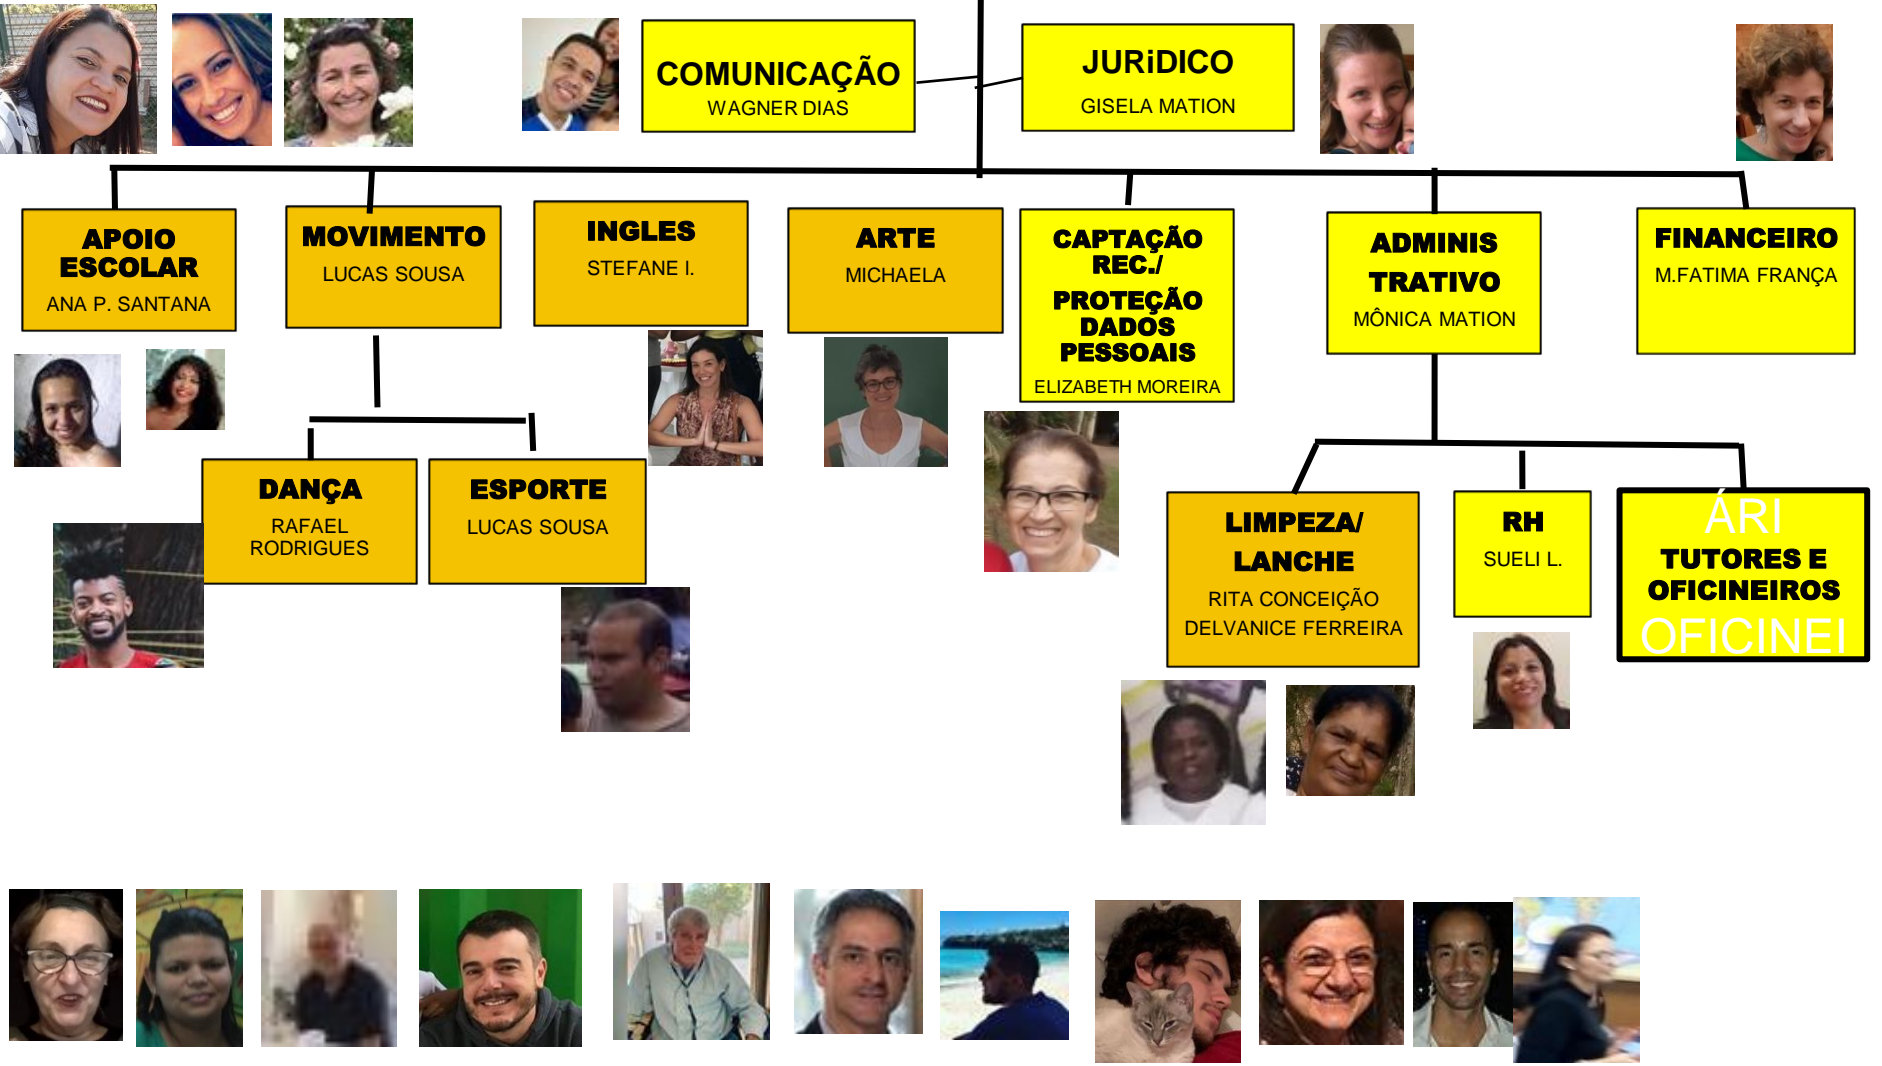 COMUNICAÇÃO
WAGNER DIAS
JURiDICO
GISELA MATION
APOIO
ESCOLAR
ANA P. SANTANA
MOVIMENTO
LUCAS SOUSA
INGLES
STEFANE I.
ARTE
MICHAELA
CAPTAÇÃO
REC./
PROTEÇÃO
DADOS
PESSOAIS
ELIZABETH MOREIRA
ADMINIS
TRATIVO
MÔNICA MATION
FINANCEIRO
M.FATIMA FRANÇA
DANÇA
RAFAEL
RODRIGUES
ESPORTE
LUCAS SOUSA
LIMPEZA/
LANCHE
RITA CONCEIÇÃO
DELVANICE FERREIRA
RH
SUELI L.
ÁRI
TUTORES E
OFICINEIROS
OFICINEI